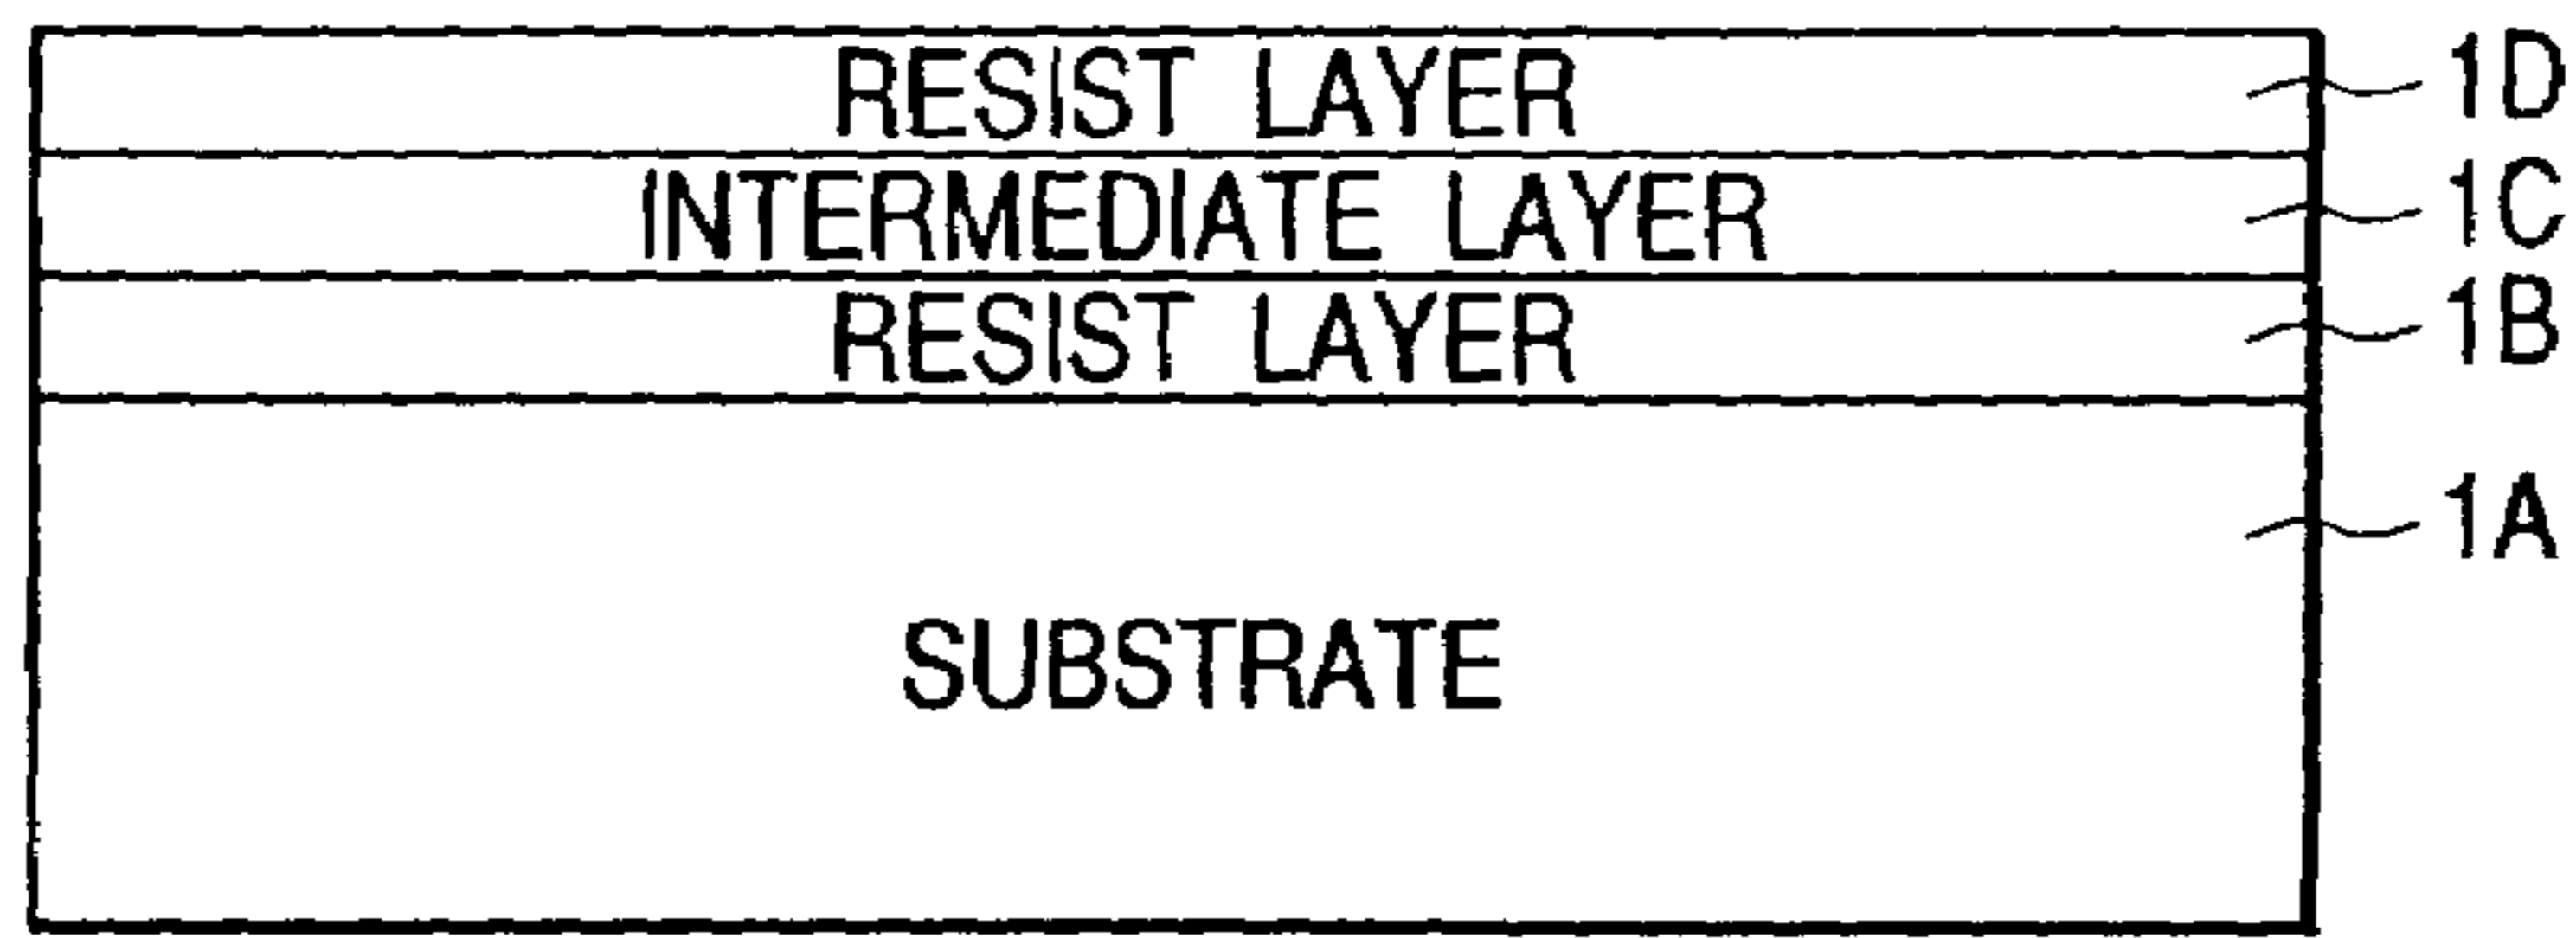 RESIST LAYER 1D
INTERMEDIATE LAYER 1C
RESIST LAYER 1B
1A
SUBSTRATE